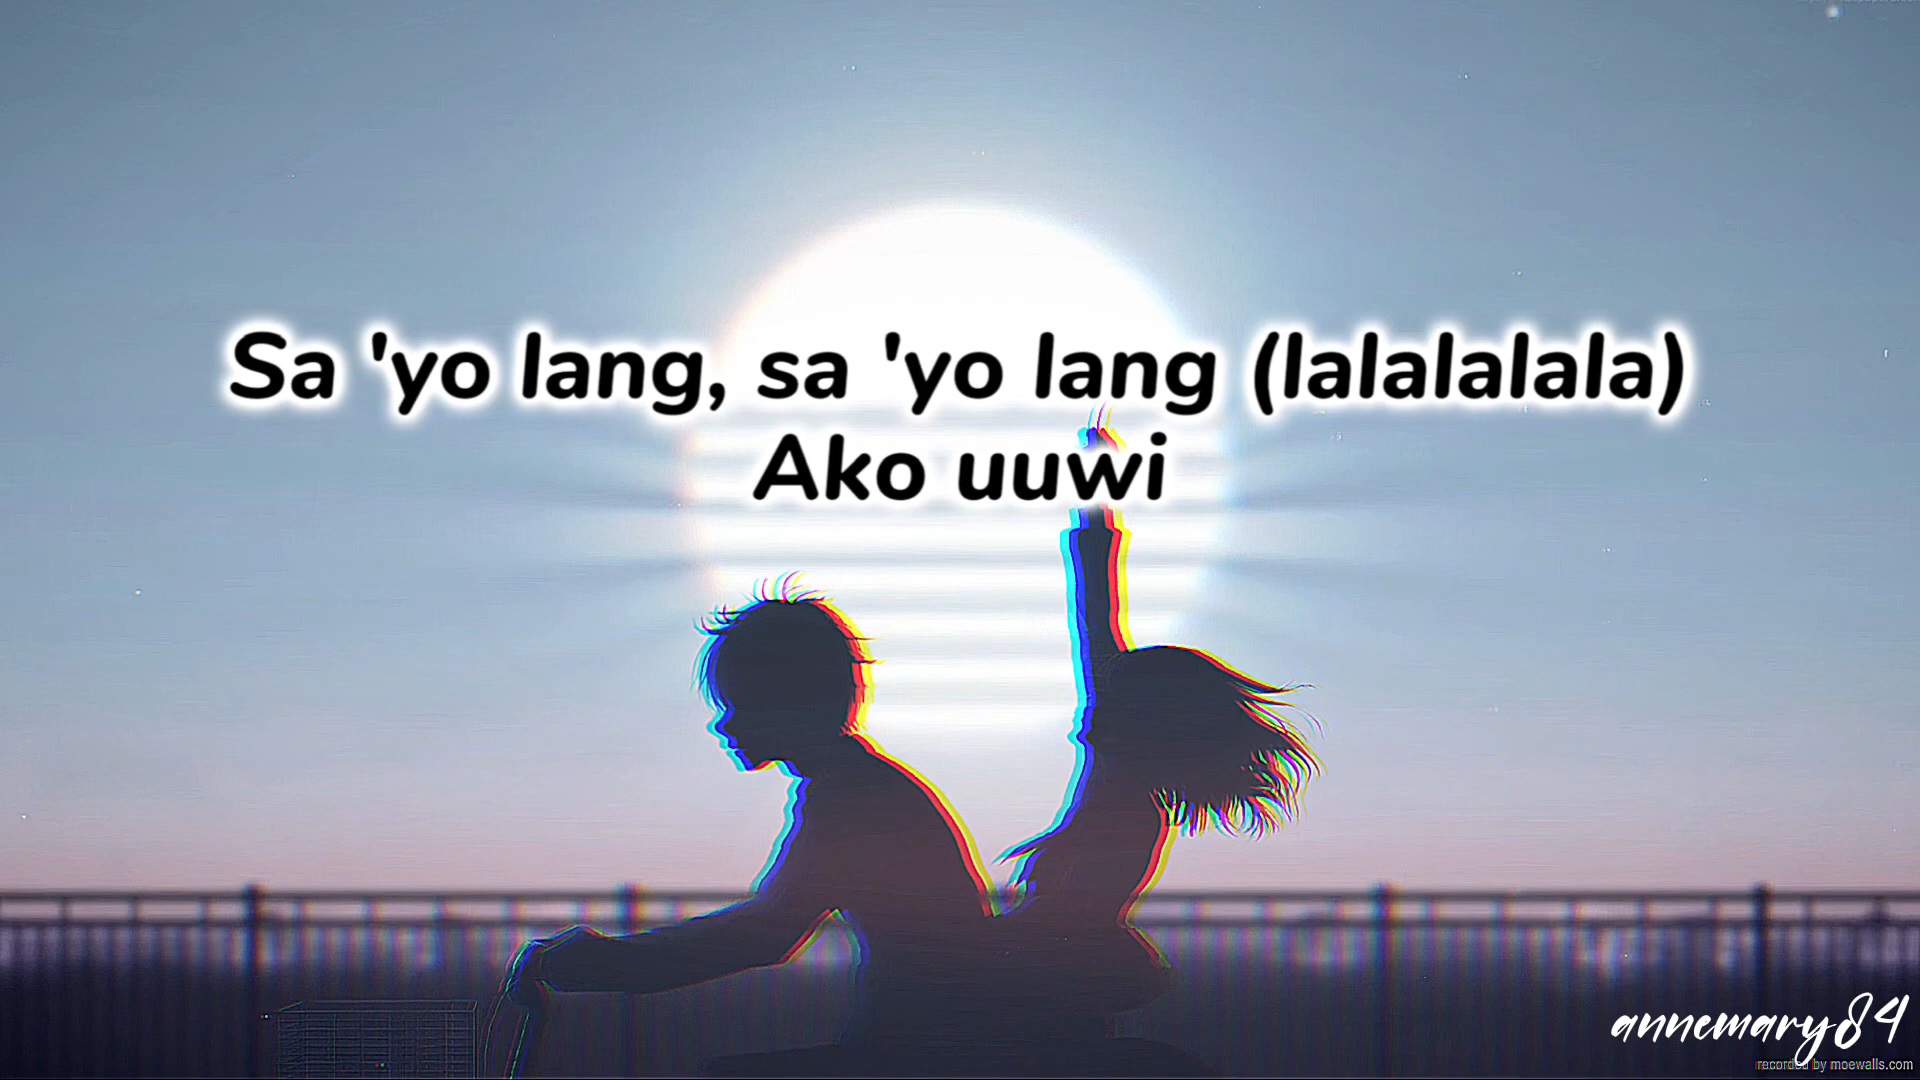 Sa 'yo lang, sa 'yo lang (lalalalala)
Ako uuwi
annemary84
recorded by moewalls.com